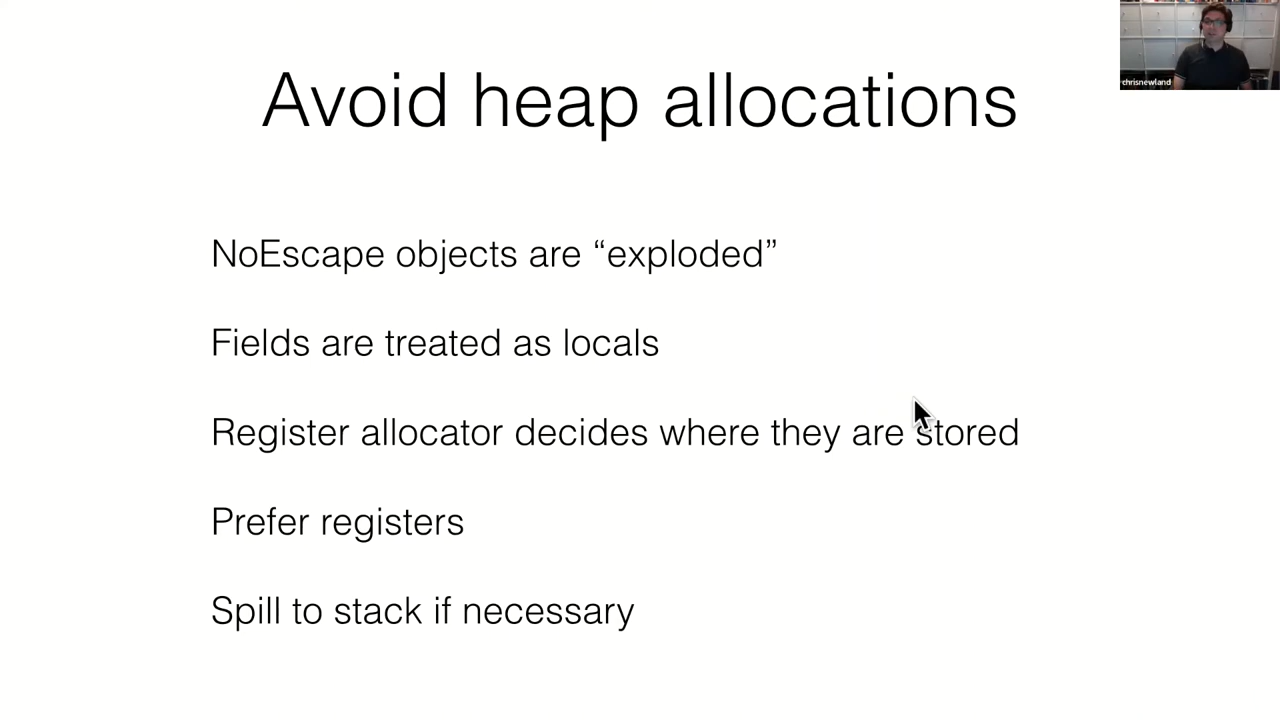 Avoid heap allocations
chrisnewland
NoEscape objects are “exploded”
Fields are treated as locals
Register allocator decides where they are stored
Prefer registers
Spill to stack if necessary